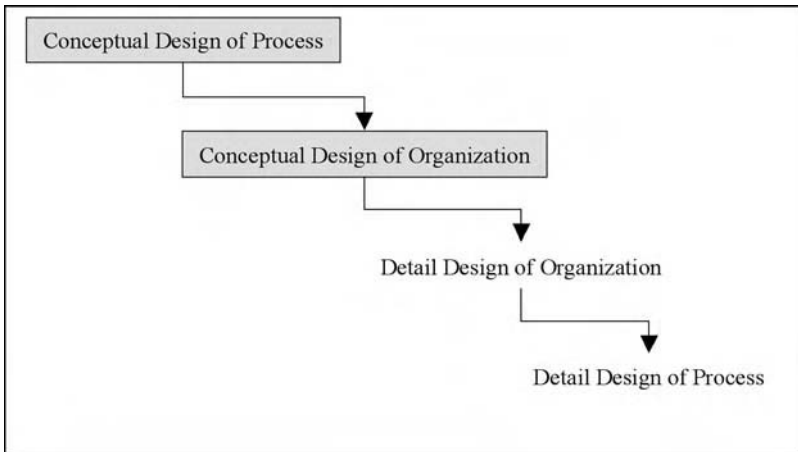 Conceptual Design of Process
Conceptual Design of Organization
Detail Design of Organization
Detail Design of Process